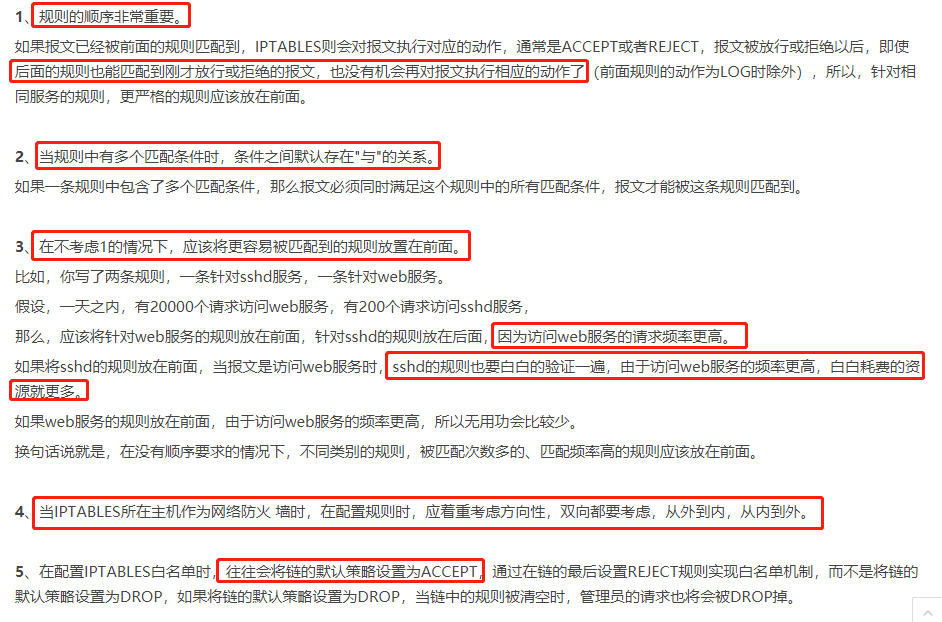 1、规则的顺序非常重要。
如果报文已经被前面的规则匹配到，IPTABLES则会对报文执行对应的动作，通常是ACCEPT或者REJECT，报文被放行或拒绝以后，即使
后面的规则也能匹配到刚才放行或拒绝的报文，也没有机会再对报文执行相应的动作了（前面规则的动作为LOG时除外），所以，针对相
同服务的规则，更严格的规则应该放在前面。
2、当规则中有多个匹配条件时，条件之间默认存在"与"的关系。
如果一条规则中包含了多个匹配条件，那么报文必须同时满足这个规则中的所有匹配条件，报文才能被这条规则匹配到。
3、在不考虑1的情况下，应该将更容易被匹配到的规则放置在前面。
比如，你写了两条规则，一条针对sshd服务，一条针对web服务。
假设，一天之内，有20000个请求访问web服务，有200个请求访问sshd服务，
那么，应该将针对web服务的规则放在前面，针对sshd的规则放在后面，因为访问web服务的请求频率更高。
如果将sshd的规则放在前面，当报文是访问web服务时，sshd的规则也要白白的验证一遍，由于访问web服务的频率更高，白白耗费的资
源就更多。
如果web服务的规则放在前面，由于访问web服务的频率更高，所以无用功会比较少。
换句话说就是，在没有顺序要求的情况下，不同类别的规则，被匹配次数多的、匹配频率高的规则应该放在前面。
4、当IPTABLES所在主机作为网络防火 墙时，在配置规则时，应着重考虑方向性，双向都要考虑，从外到内，从内到外。
5、在配置IPTABLES白名单时，往往会将链的默认策略设置为ACCEPT，通过在链的最后设置REJECT规则实现白名单机制，而不是将链的
默认策略设置为DROP，如果将链的默认策略设置为DROP，当链中的规则被清空时，管理员的请求也将会被DROP掉。